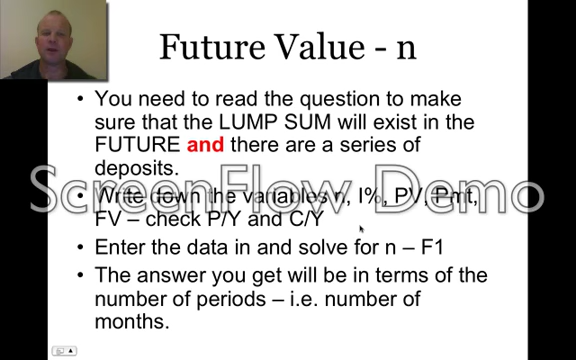 Future Value - n
• You need to read the question to make
sure that the LUMP SUM will exist in the
FUTURE and there are a series of
deposits.
• Write down the variables n, I%, PV, Pmt,
FV – check P/Y and C/Y
ScreenFlow Demo
• Enter the data in and solve for n – F1
• The answer you get will be in terms of the
number of periods – i.e. number of
months.